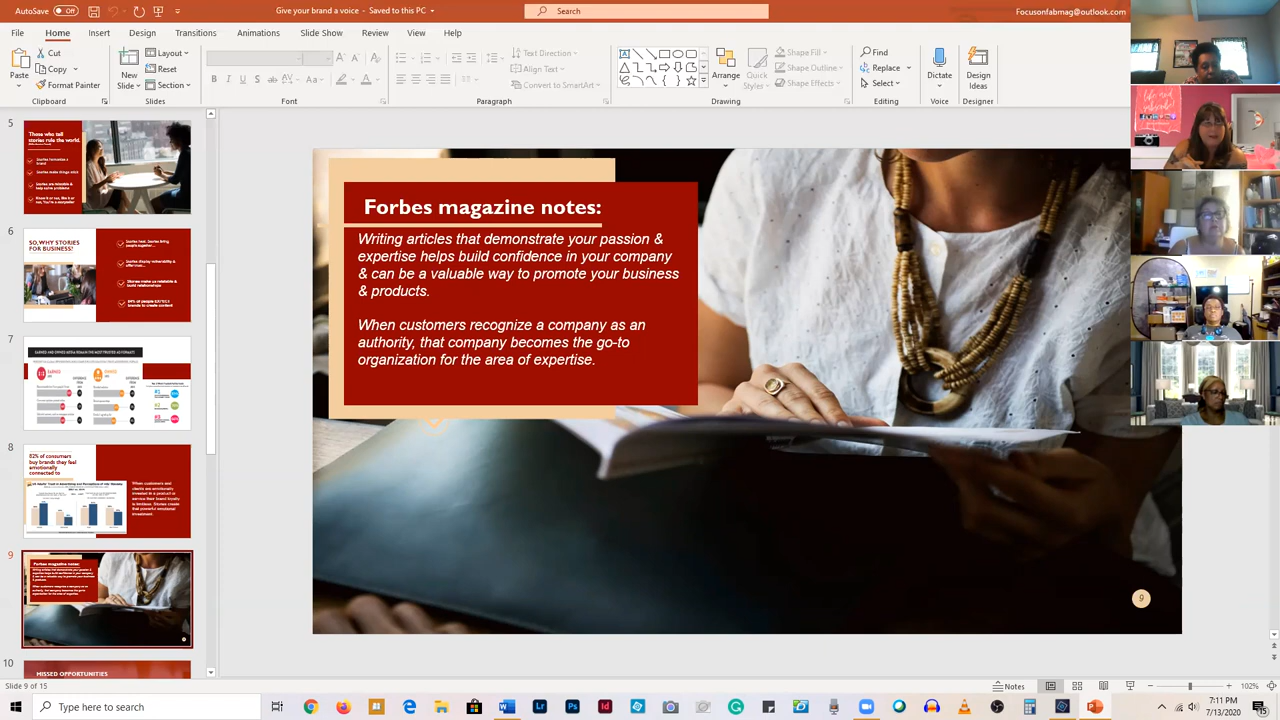 AutoSave Off
Give your brand a voice - Saved to this PC
Search
Focusonfabmag@outlook.com
File Home Insert Design Transitions Animations Slide Show Review View Help
Paste
Cut
Copy
Format Painter
Clipboard
New Slide
Layout
Reset
Section
Slides
Font
Text Direction
Align Text
Convert to SmartArt
Paragraph
Arrange
Quick Styles
Shape Fill
Shape Outline
Shape Effects
Drawing
Find
Replace
Select
Editing
Dictate
Voice
Design Ideas
Designer
5
Those who tell
stories rule the world.
6
SO, WHY STORIES
FOR BUSINESS?
7
8
82% of consumers
buy brands they feel
emotionally
connected to
9
Forbes magazine notes:
10
MISSED OPPORTUNITIES
Forbes magazine notes:
Writing articles that demonstrate your passion &
expertise helps build confidence in your company
& can be a valuable way to promote your business
& products.
When customers recognize a company as an
authority, that company becomes the go-to
organization for the area of expertise.
9
like and
subscribe!
Slide 9 of 15
Notes
102%
Type here to search
7:11 PM
7/13/2020